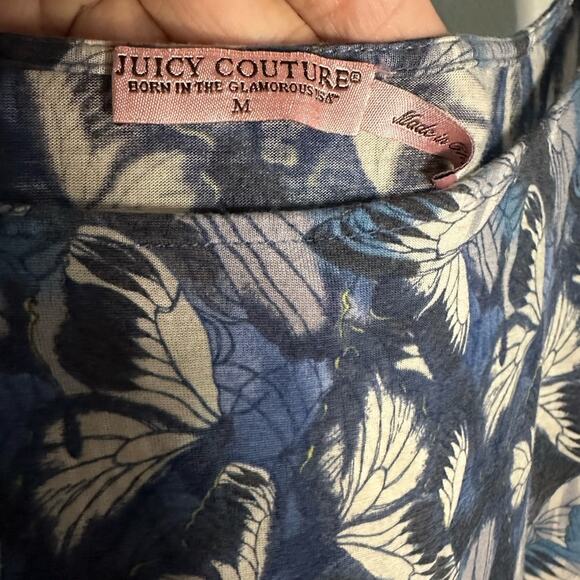 JUICY COUTURE®
BORN IN THE GLAMOROUS USA™
M
Made in